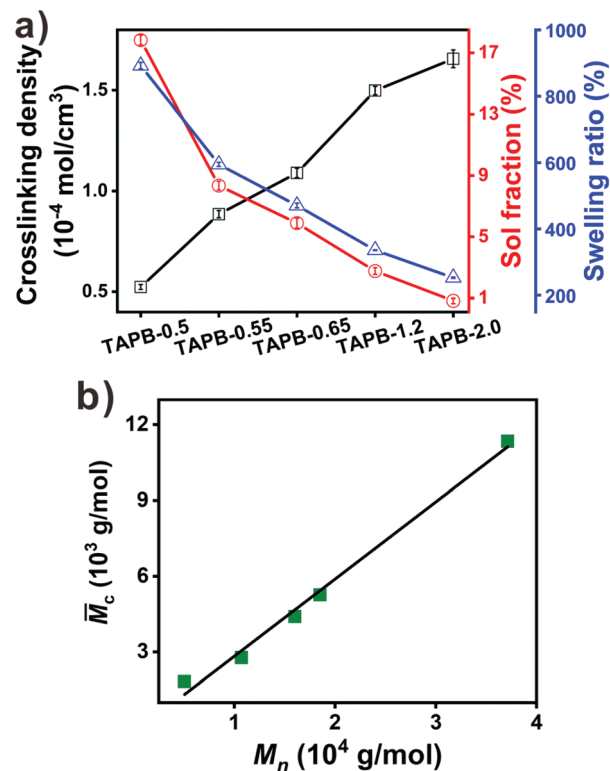 a)
Crosslinking density
(10⁻⁴ mol/cm³)
1.5
1.0
0.5
17
13
9
5
1
Sol fraction (%)
1000
800
600
400
200
Swelling ratio (%)
TAPB-0.5
TAPB-0.55
TAPB-0.65
TAPB-1.2
TAPB-2.0
b)
M̅c (10³ g/mol)
12
9
6
3
1
2
3
4
Mn (10⁴ g/mol)